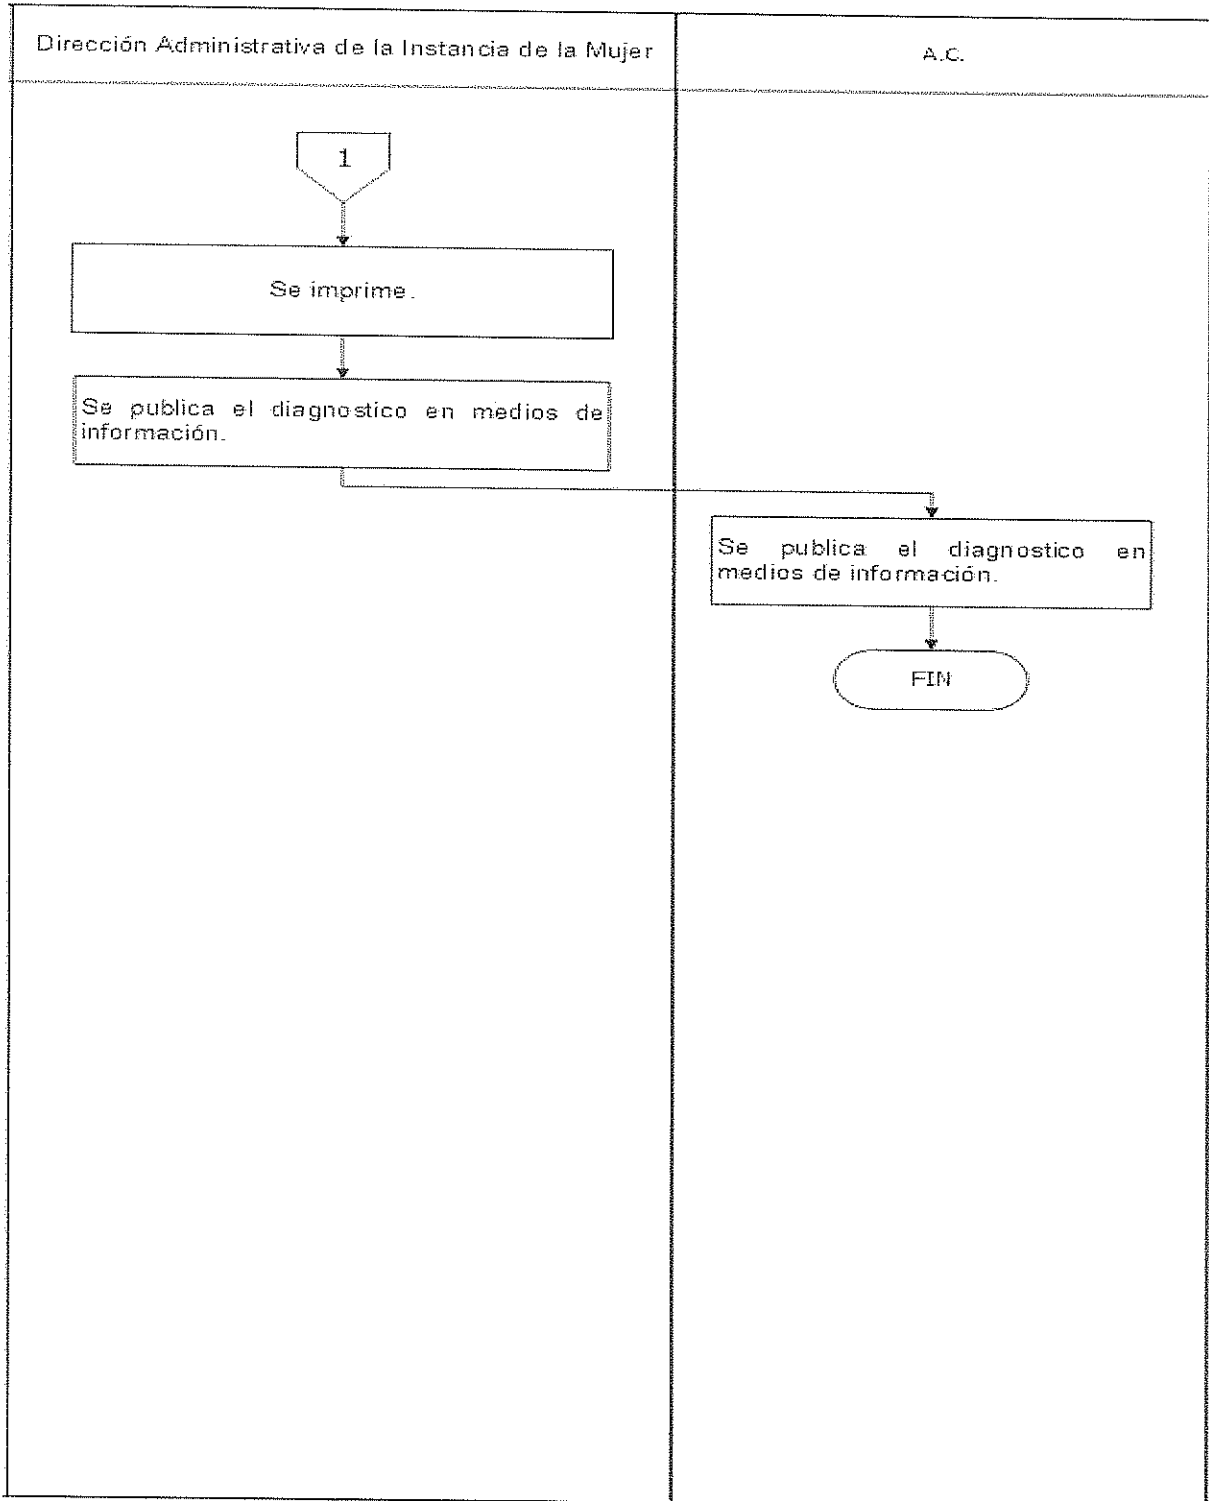 Dirección Administrativa de la Instancia de la Mujer
A.C.
1
Se imprime.
Se publica el diagnostico en medios de
información.
Se publica el diagnostico en
medios de información.
FIN